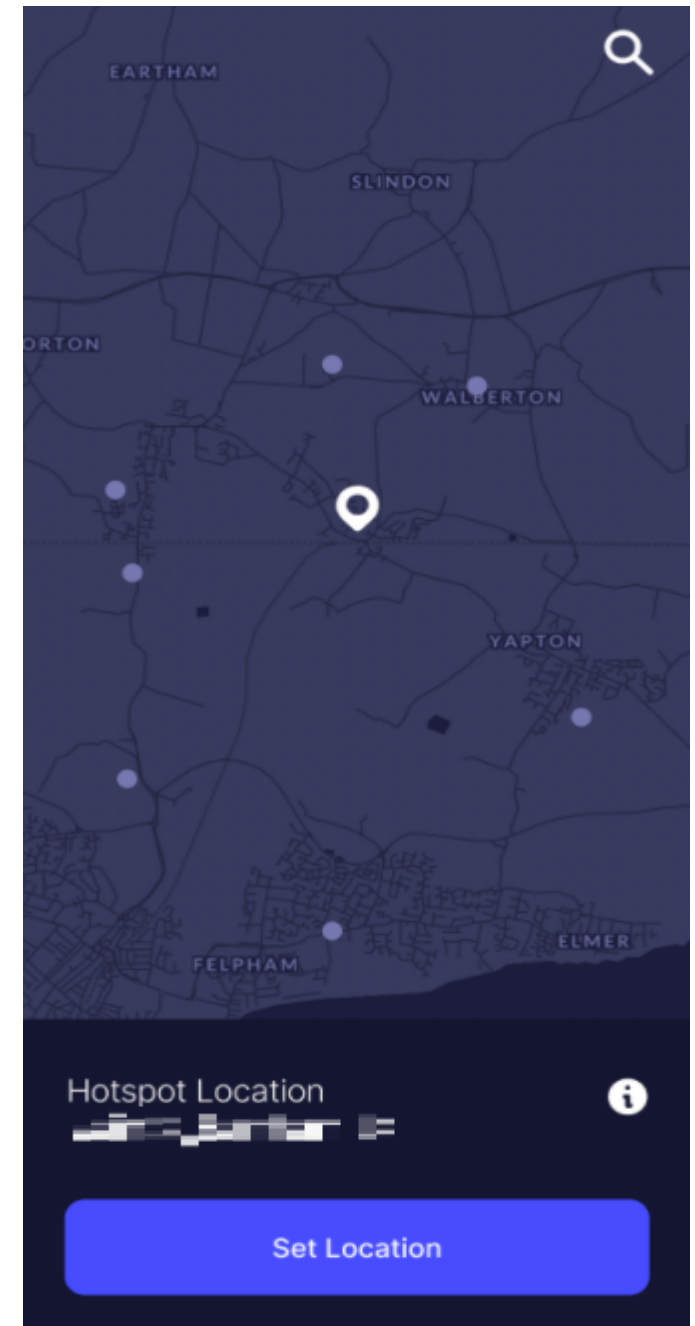 EARTHAM
SLINDON
ORTON
WALBERTON
YAPTON
ELMER
FELPHAM
Hotspot Location
Set Location